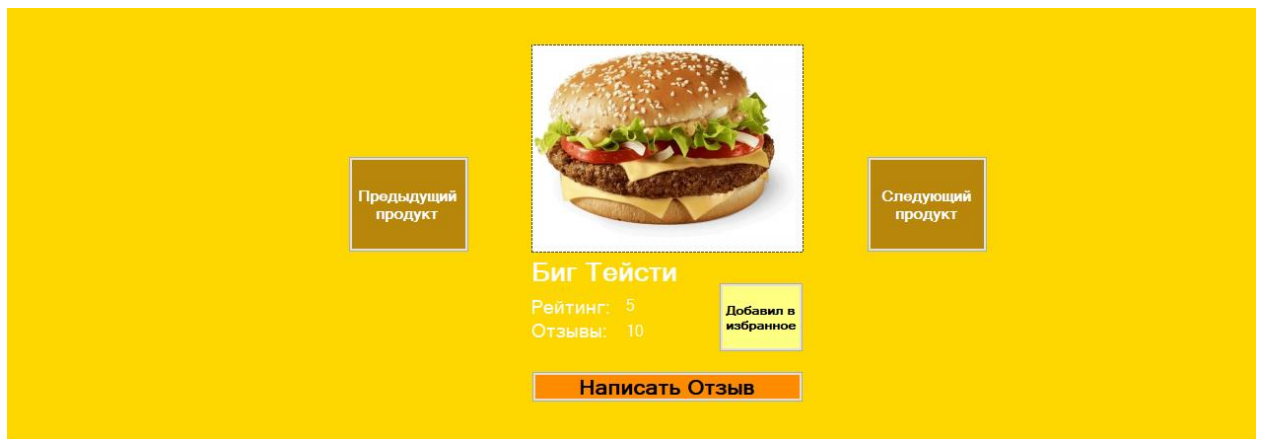 Предыдущий
продукт
Следующий
продукт
Биг Тейсти
Рейтинг: 5
Отзывы: 10
Добавил в
избранное
Написать Отзыв